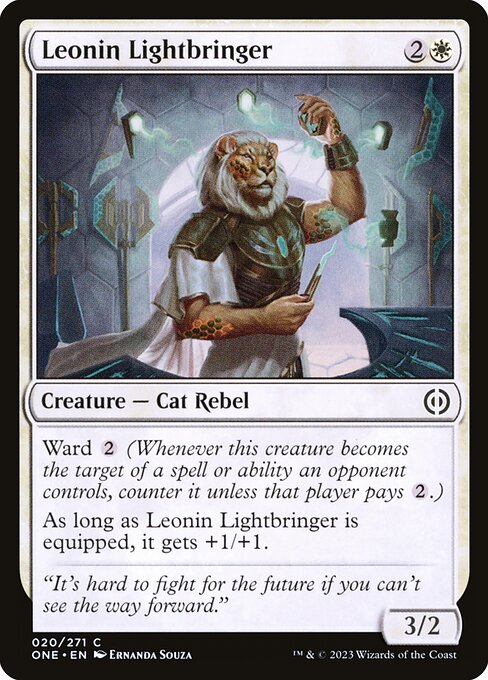 Leonin Lightbringer 2
Creature — Cat Rebel
Ward 2 (Whenever this creature becomes
the target of a spell or ability an opponent
controls, counter it unless that player pays 2.)
As long as Leonin Lightbringer is
equipped, it gets +1/+1.
“It’s hard to fight for the future if you can’t
see the way forward.”
3/2
020/271 C
ONE • EN Ernanda Souza ™ & © 2023 Wizards of the Coast